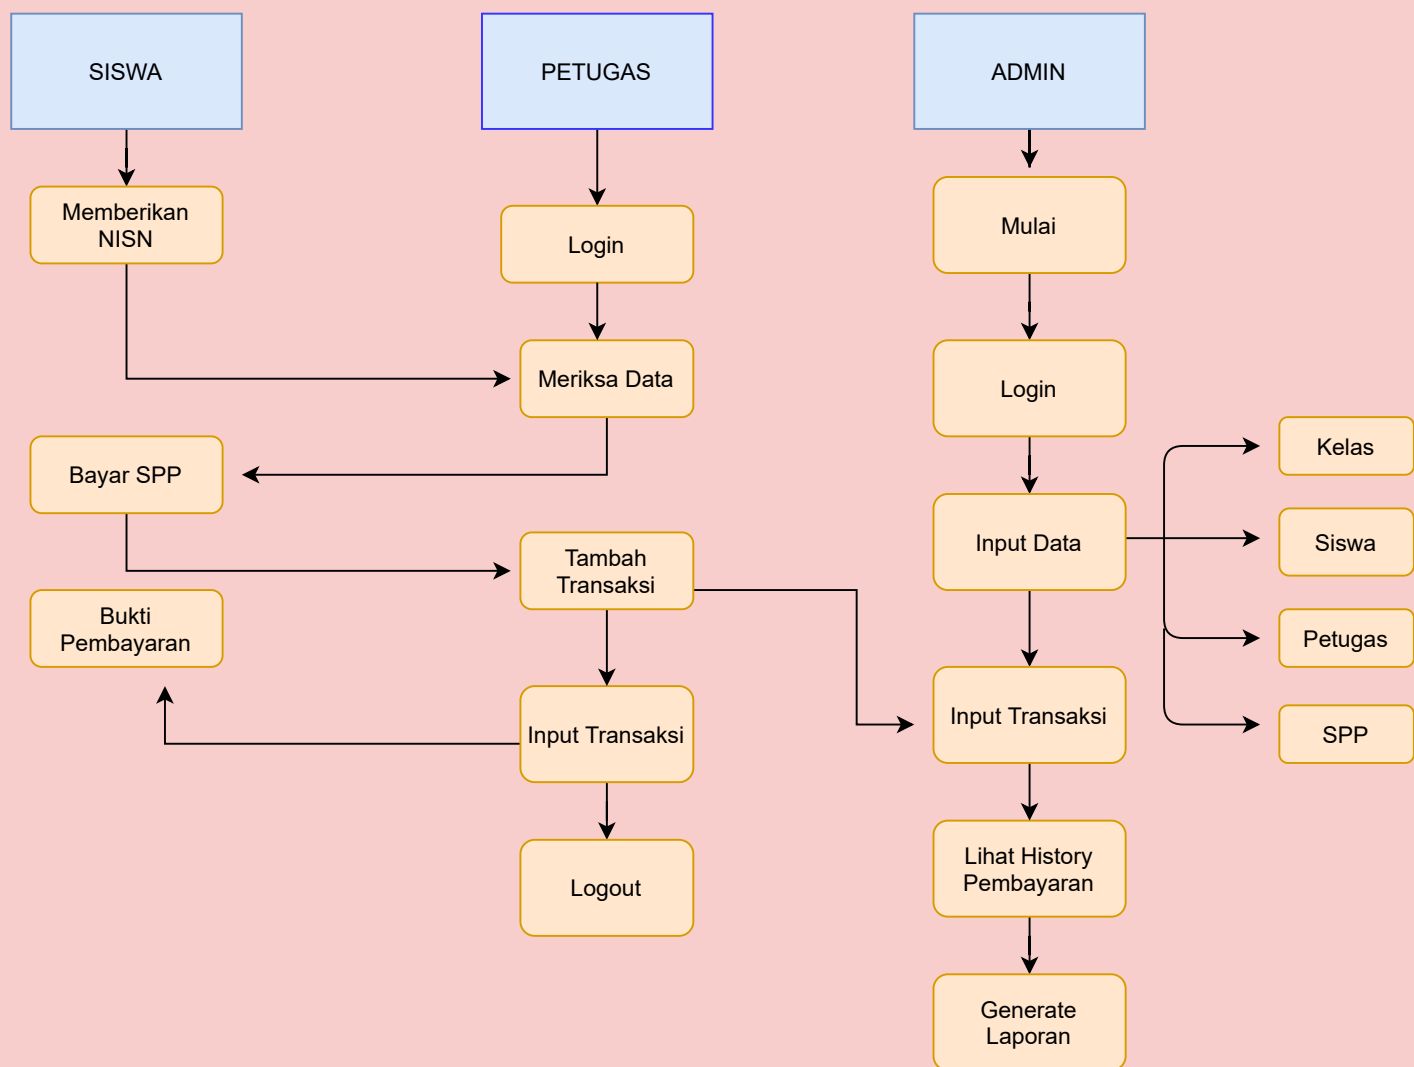 SISWA
PETUGAS
ADMIN
Memberikan
NISN
Login
Mulai
Meriksa Data
Login
Bayar SPP
Kelas
Tambah
Transaksi
Input Data
Siswa
Bukti
Pembayaran
Petugas
Input Transaksi
Input Transaksi
SPP
Logout
Lihat History
Pembayaran
Generate
Laporan